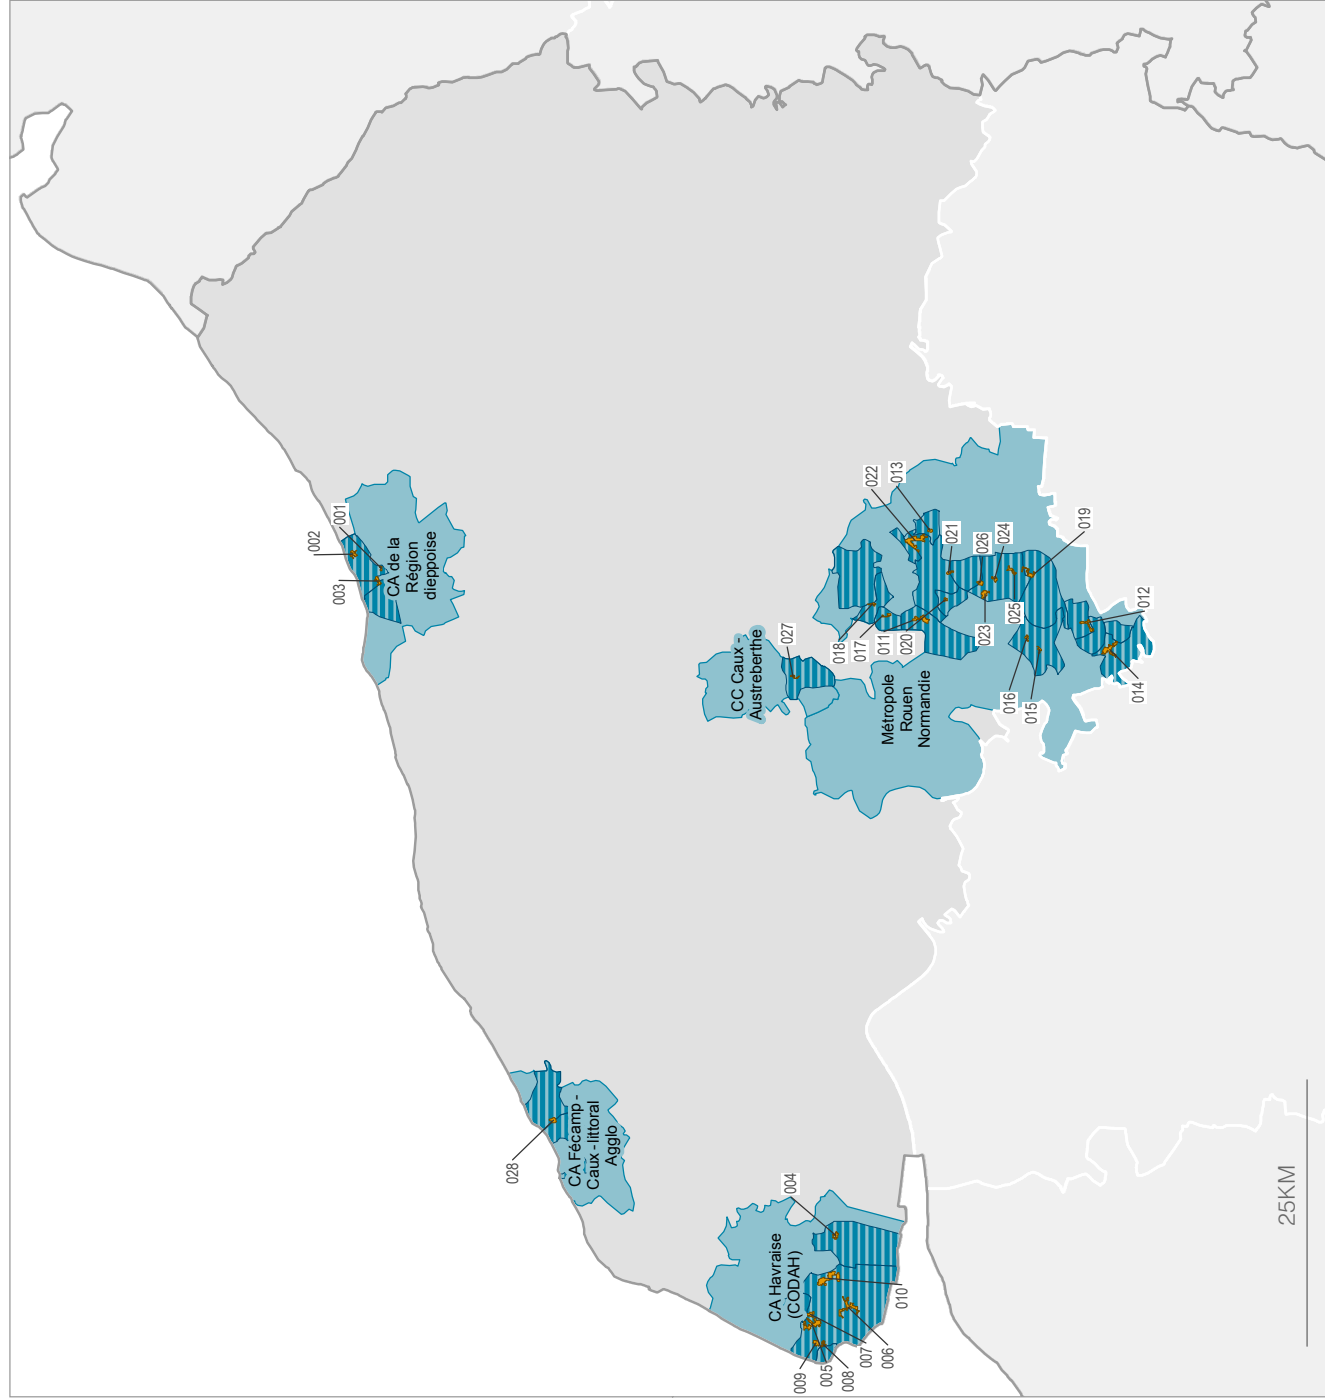 002
001
003
CA de la
Région
dieppoise
022
013
021
026
024
019
018
017
011
020
023
025
012
016
015
014
027
CC Caux -
Austreberthe
Métropole
Rouen
Normandie
028
CA Fécamp -
Caux - littoral
Agglo
004
CA Havraise
(CODAH)
010
009
005
008
007
006
25KM